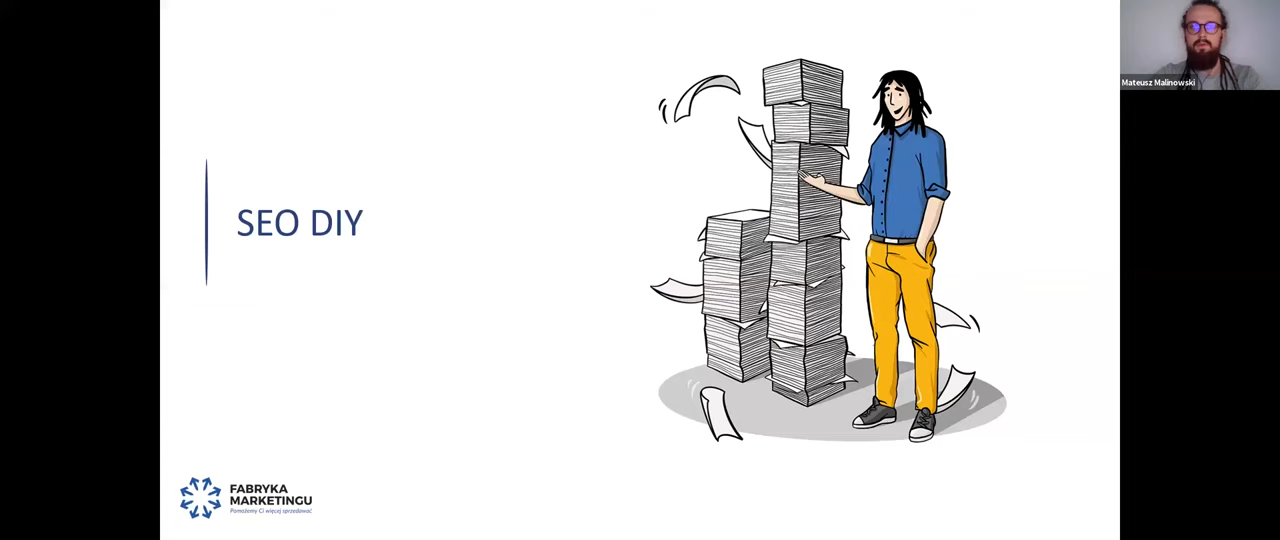 SEO DIY
FABRYKA
MARKETINGU
Pomożemy Ci więcej sprzedawać
Mateusz Malinowski